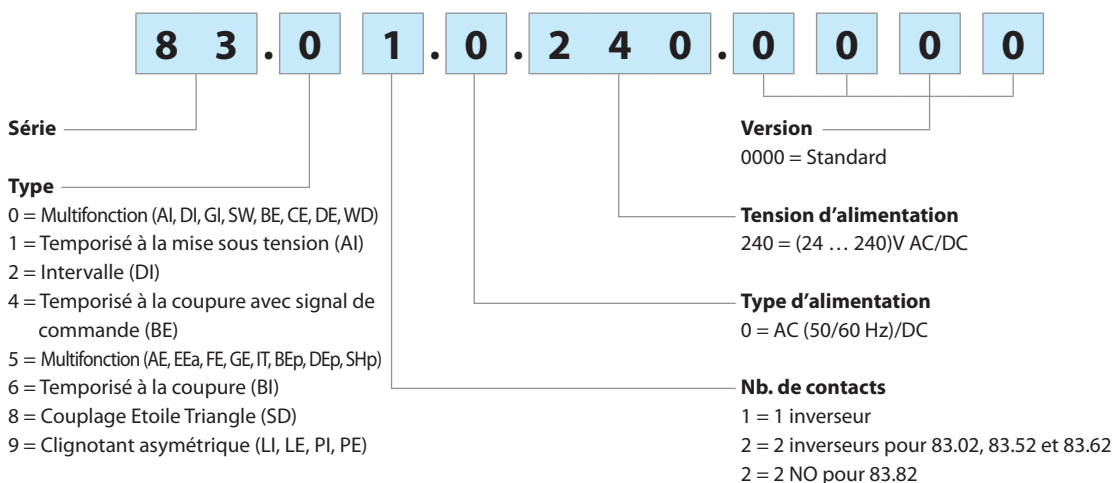 8 3 . 0 1 . 0 . 2 4 0 . 0 0 0 0
Série
Type
0 = Multifonction (AI, DI, GI, SW, BE, CE, DE, WD)
1 = Temporisé à la mise sous tension (AI)
2 = Intervalle (DI)
4 = Temporisé à la coupure avec signal de
commande (BE)
5 = Multifonction (AE, EEa, FE, GE, IT, BEp, DEp, SHp)
6 = Temporisé à la coupure (BI)
8 = Couplage Etoile Triangle (SD)
9 = Clignotant asymétrique (LI, LE, PI, PE)
Version
0000 = Standard
Tension d’alimentation
240 = (24 … 240)V AC/DC
Type d’alimentation
0 = AC (50/60 Hz)/DC
Nb. de contacts
1 = 1 inverseur
2 = 2 inverseurs pour 83.02, 83.52 et 83.62
2 = 2 NO pour 83.82